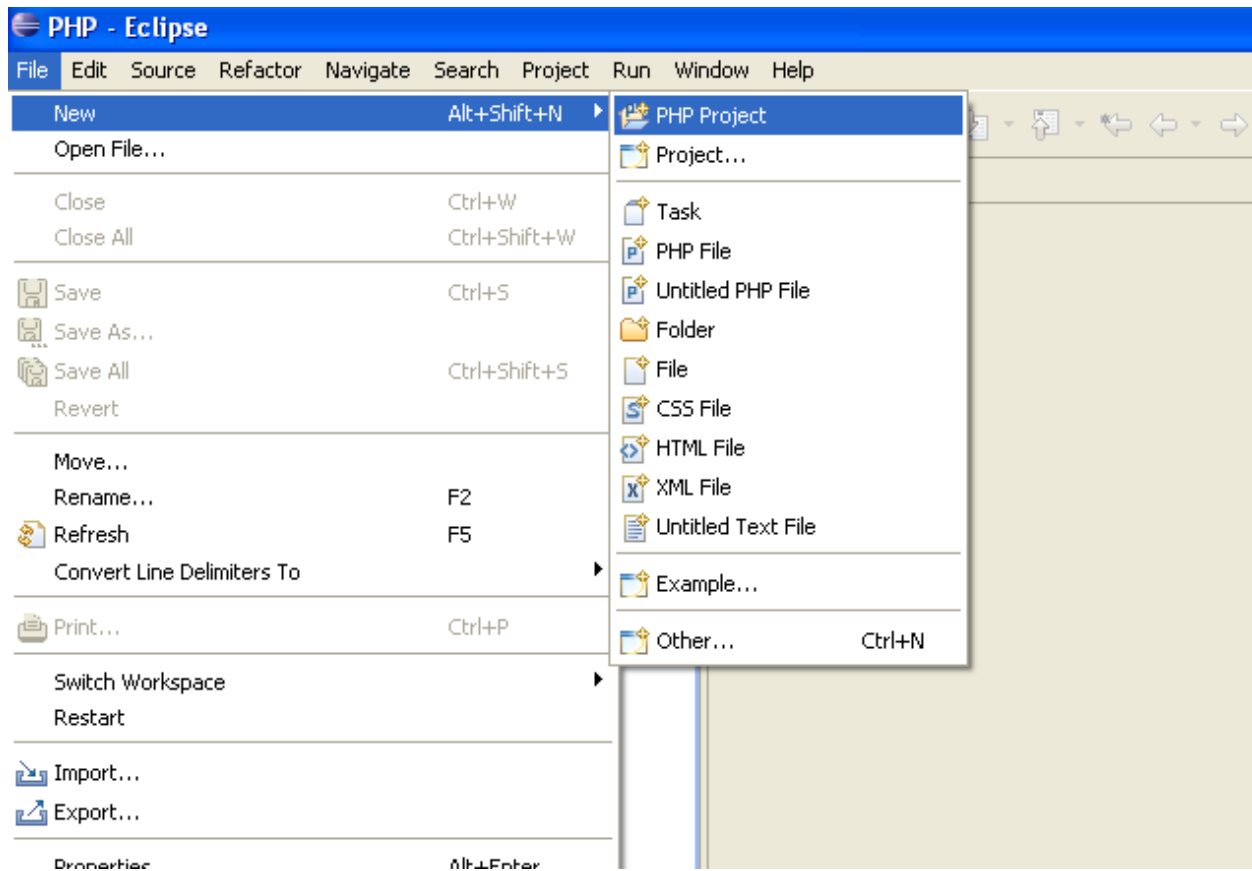 PHP - Eclipse
File Edit Source Refactor Navigate Search Project Run Window Help
New Alt+Shift+N
Open File...
Close Ctrl+W
Close All Ctrl+Shift+W
Save Ctrl+S
Save As...
Save All Ctrl+Shift+S
Revert
Move...
Rename... F2
Refresh F5
Convert Line Delimiters To
Print... Ctrl+P
Switch Workspace
Restart
Import...
Export...
Properties Alt+Enter
PHP Project
Project...
Task
PHP File
Untitled PHP File
Folder
File
CSS File
HTML File
XML File
Untitled Text File
Example...
Other... Ctrl+N